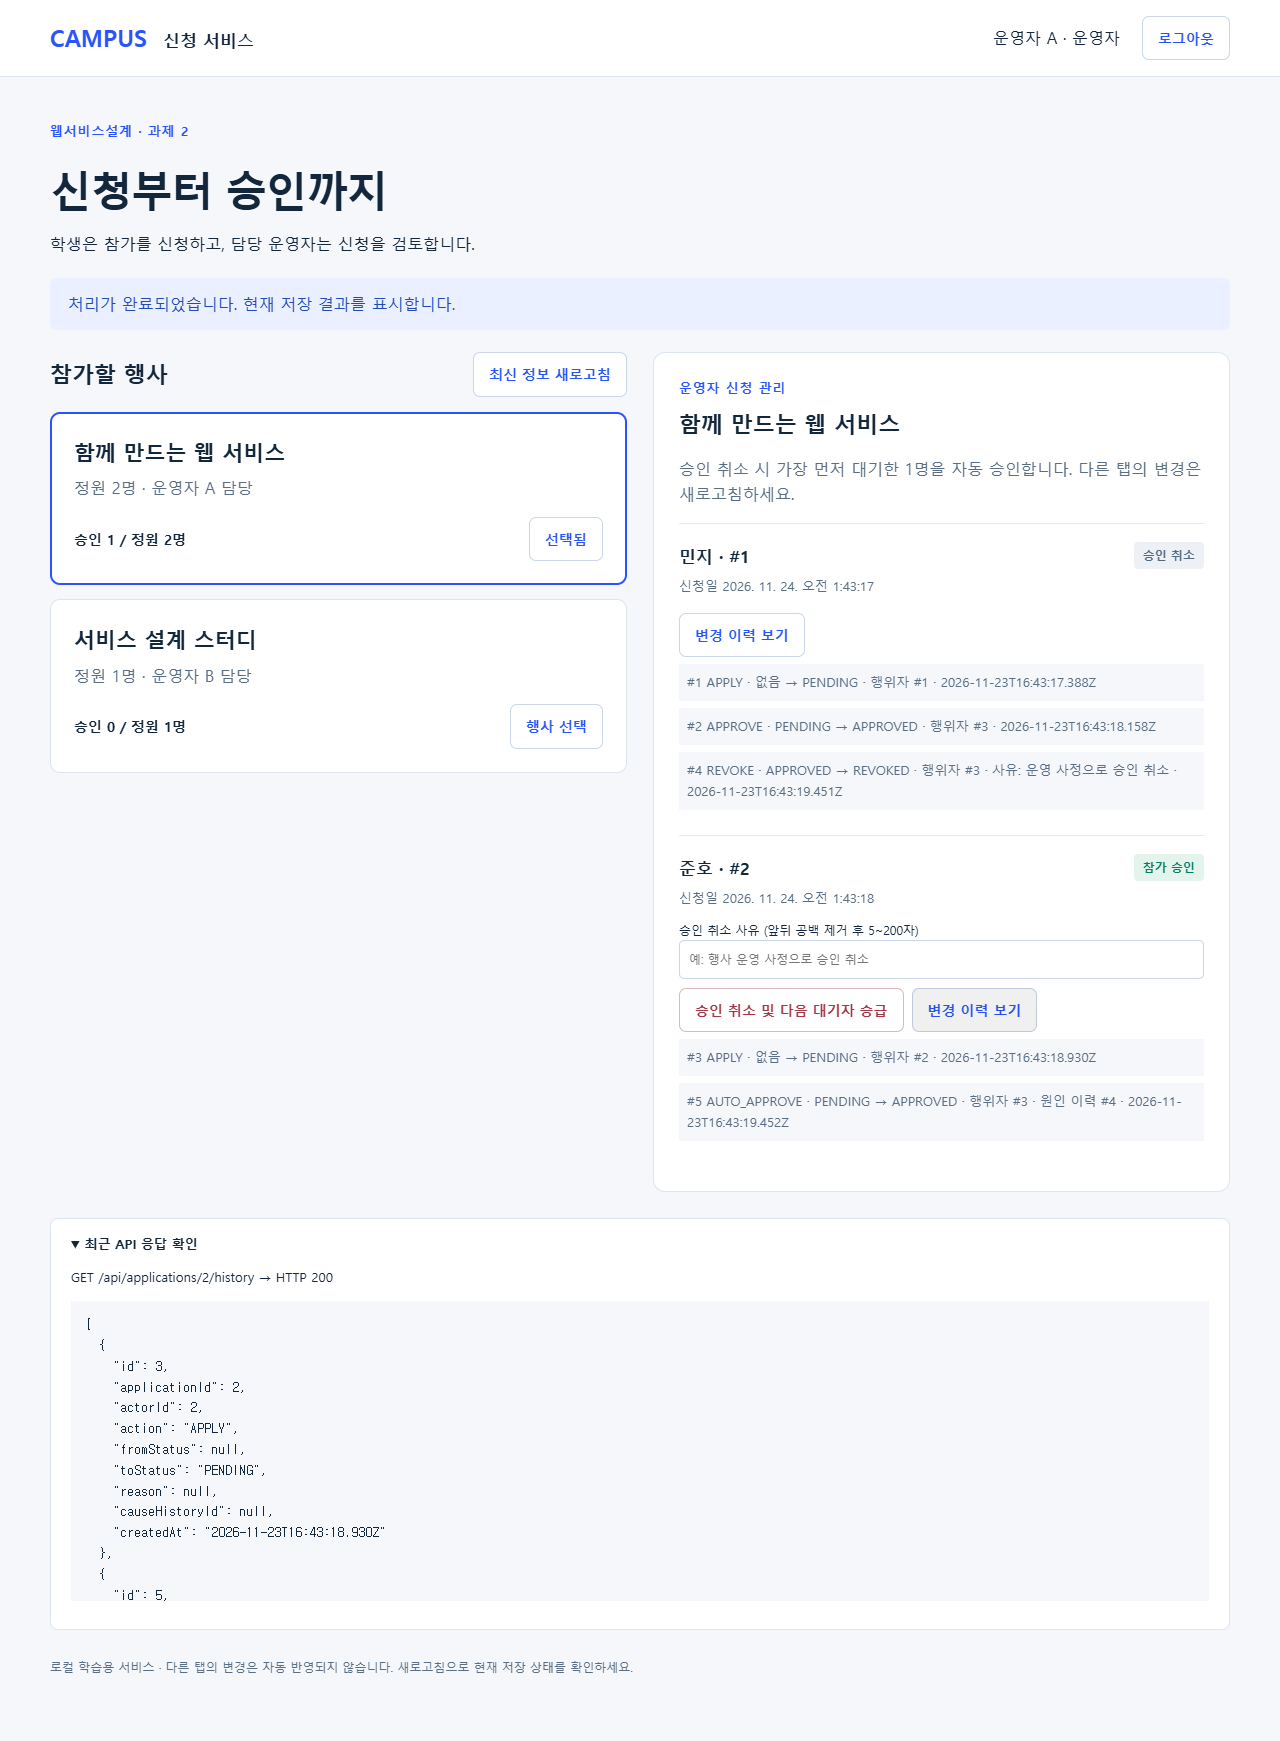 CAMPUS 신청 서비스
운영자 A · 운영자
로그아웃
웹서비스설계 · 과제 2
신청부터 승인까지
학생은 참가를 신청하고, 담당 운영자는 신청을 검토합니다.
처리가 완료되었습니다. 현재 저장 결과를 표시합니다.
참가할 행사
최신 정보 새로고침
함께 만드는 웹 서비스
정원 2명 · 운영자 A 담당
승인 1 / 정원 2명
선택됨
서비스 설계 스터디
정원 1명 · 운영자 B 담당
승인 0 / 정원 1명
행사 선택
운영자 신청 관리
함께 만드는 웹 서비스
승인 취소 시 가장 먼저 대기한 1명을 자동 승인합니다. 다른 탭의 변경은
새로고침하세요.
민지 · #1
승인 취소
신청일 2026. 11. 24. 오전 1:43:17
변경 이력 보기
#1 APPLY · 없음 → PENDING · 행위자 #1 · 2026-11-23T16:43:17.388Z
#2 APPROVE · PENDING → APPROVED · 행위자 #3 · 2026-11-23T16:43:18.158Z
#4 REVOKE · APPROVED → REVOKED · 행위자 #3 · 사유: 운영 사정으로 승인 취소 ·
2026-11-23T16:43:19.451Z
준호 · #2
참가 승인
신청일 2026. 11. 24. 오전 1:43:18
승인 취소 사유 (앞뒤 공백 제거 후 5~200자)
예: 행사 운영 사정으로 승인 취소
승인 취소 및 다음 대기자 승급
변경 이력 보기
#3 APPLY · 없음 → PENDING · 행위자 #2 · 2026-11-23T16:43:18.930Z
#5 AUTO_APPROVE · PENDING → APPROVED · 행위자 #3 · 원인 이력 #4 · 2026-11-
23T16:43:19.452Z
▼ 최근 API 응답 확인
GET /api/applications/2/history → HTTP 200
[
{
"id": 3,
"applicationId": 2,
"actorId": 2,
"action": "APPLY",
"fromStatus": null,
"toStatus": "PENDING",
"reason": null,
"causeHistoryId": null,
"createdAt": "2026-11-23T16:43:18.930Z"
},
{
"id": 5,
로컬 학습용 서비스 · 다른 탭의 변경은 자동 반영되지 않습니다. 새로고침으로 현재 저장 상태를 확인하세요.